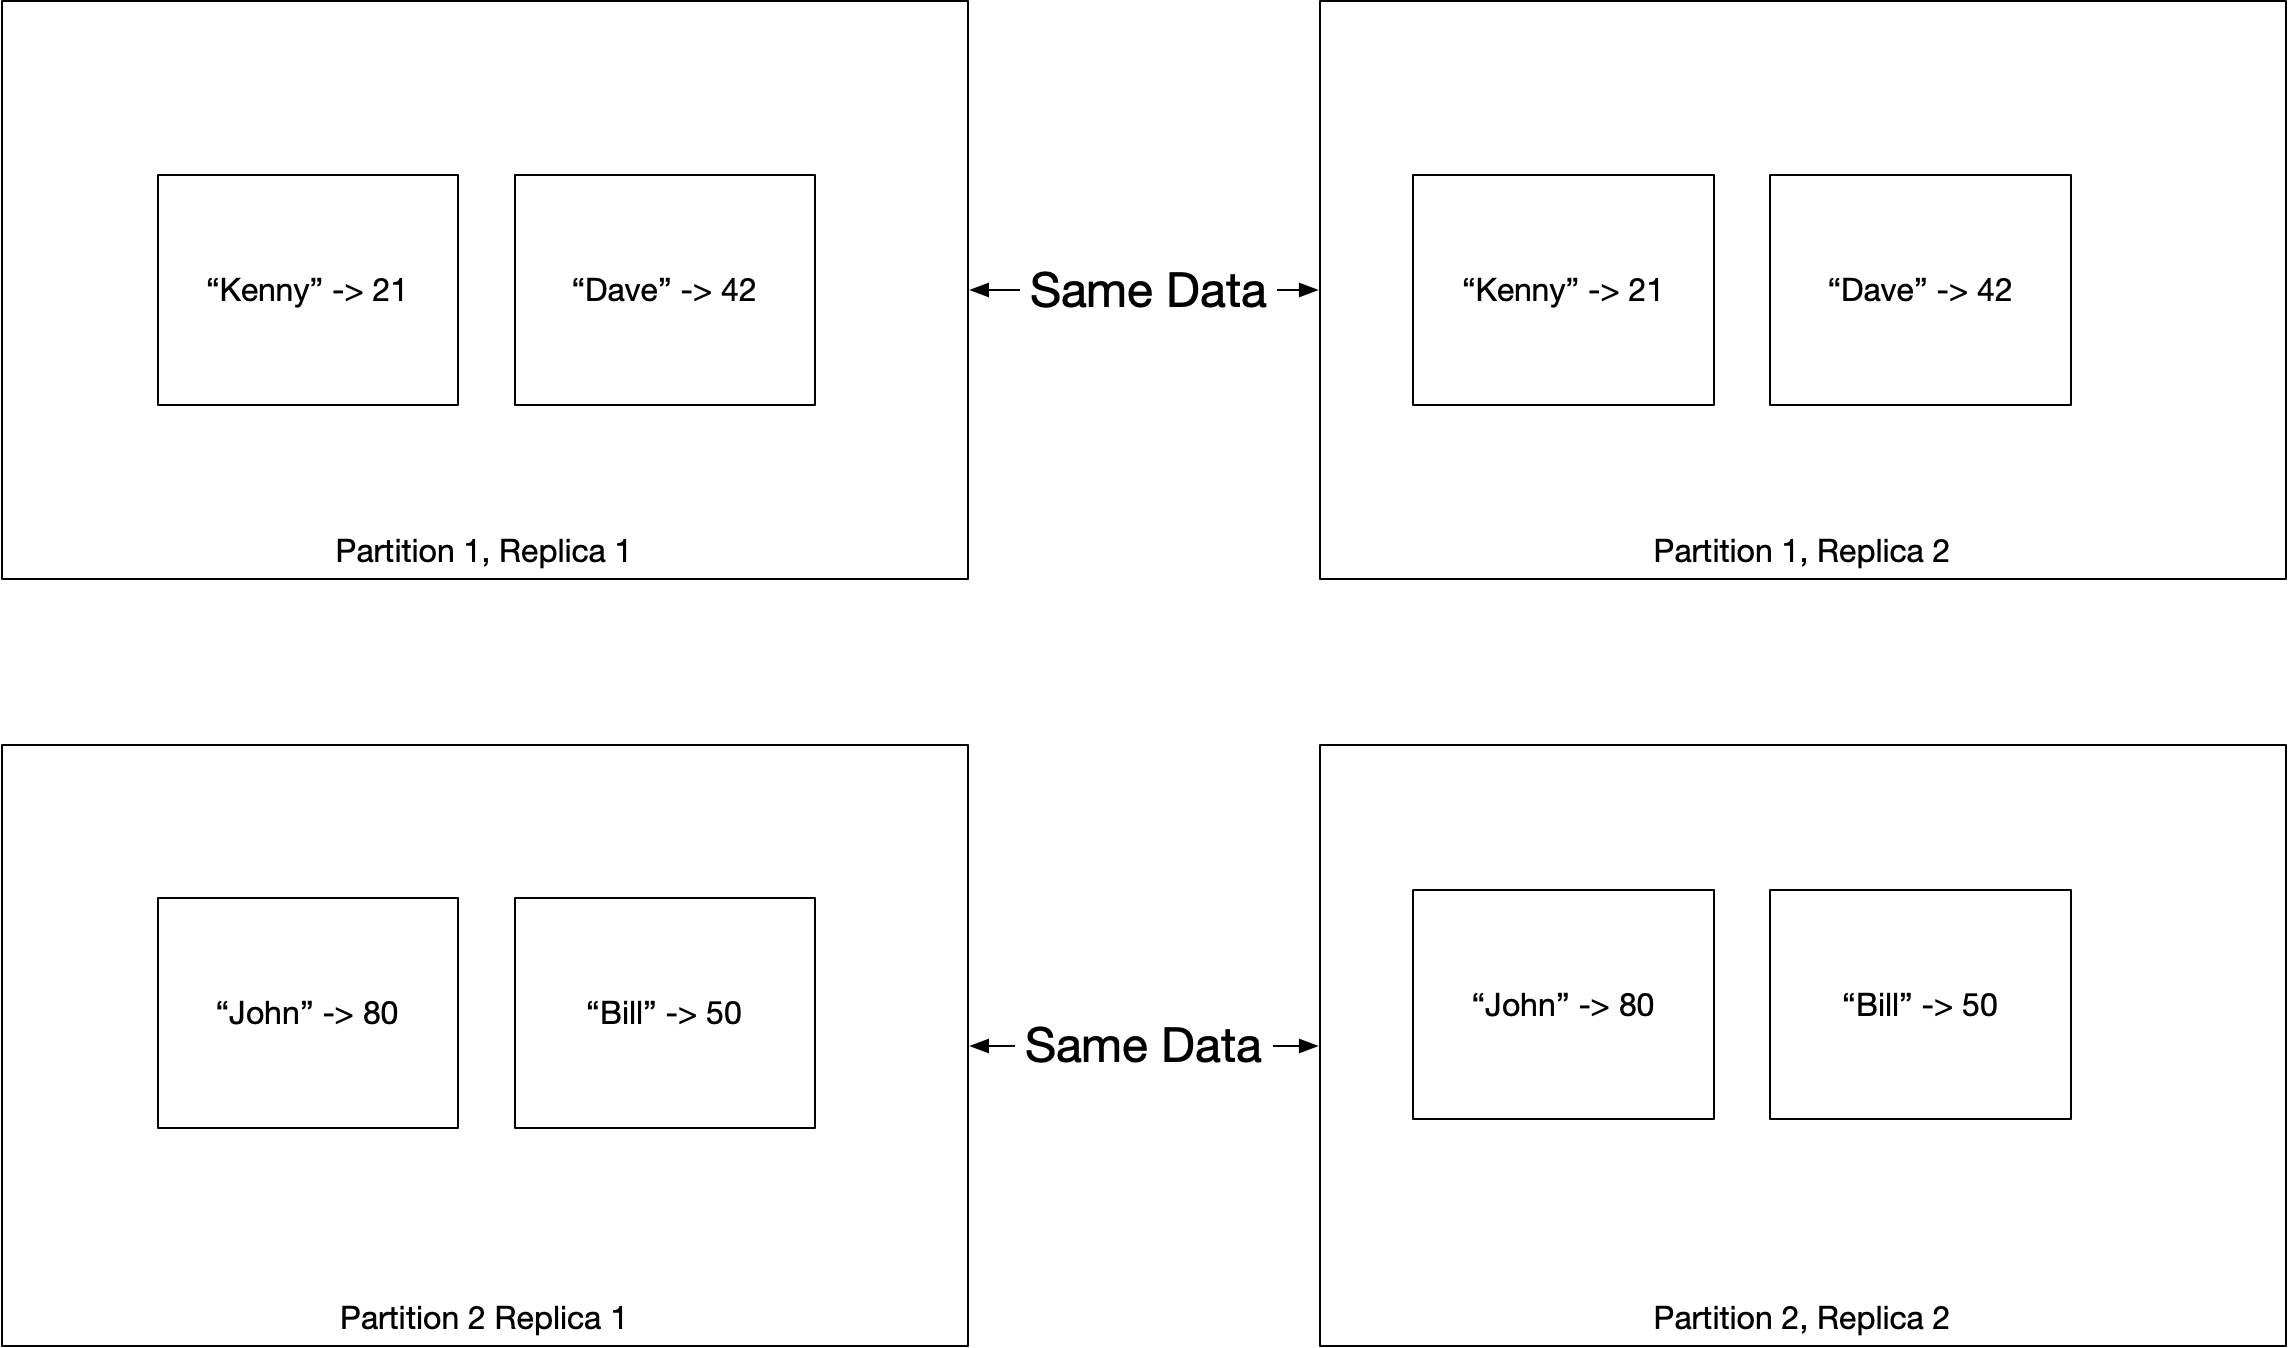 “Kenny” -> 21
“Dave” -> 42
Partition 1, Replica 1
Same Data
“Kenny” -> 21
“Dave” -> 42
Partition 1, Replica 2
“John” -> 80
“Bill” -> 50
Partition 2 Replica 1
Same Data
“John” -> 80
“Bill” -> 50
Partition 2, Replica 2